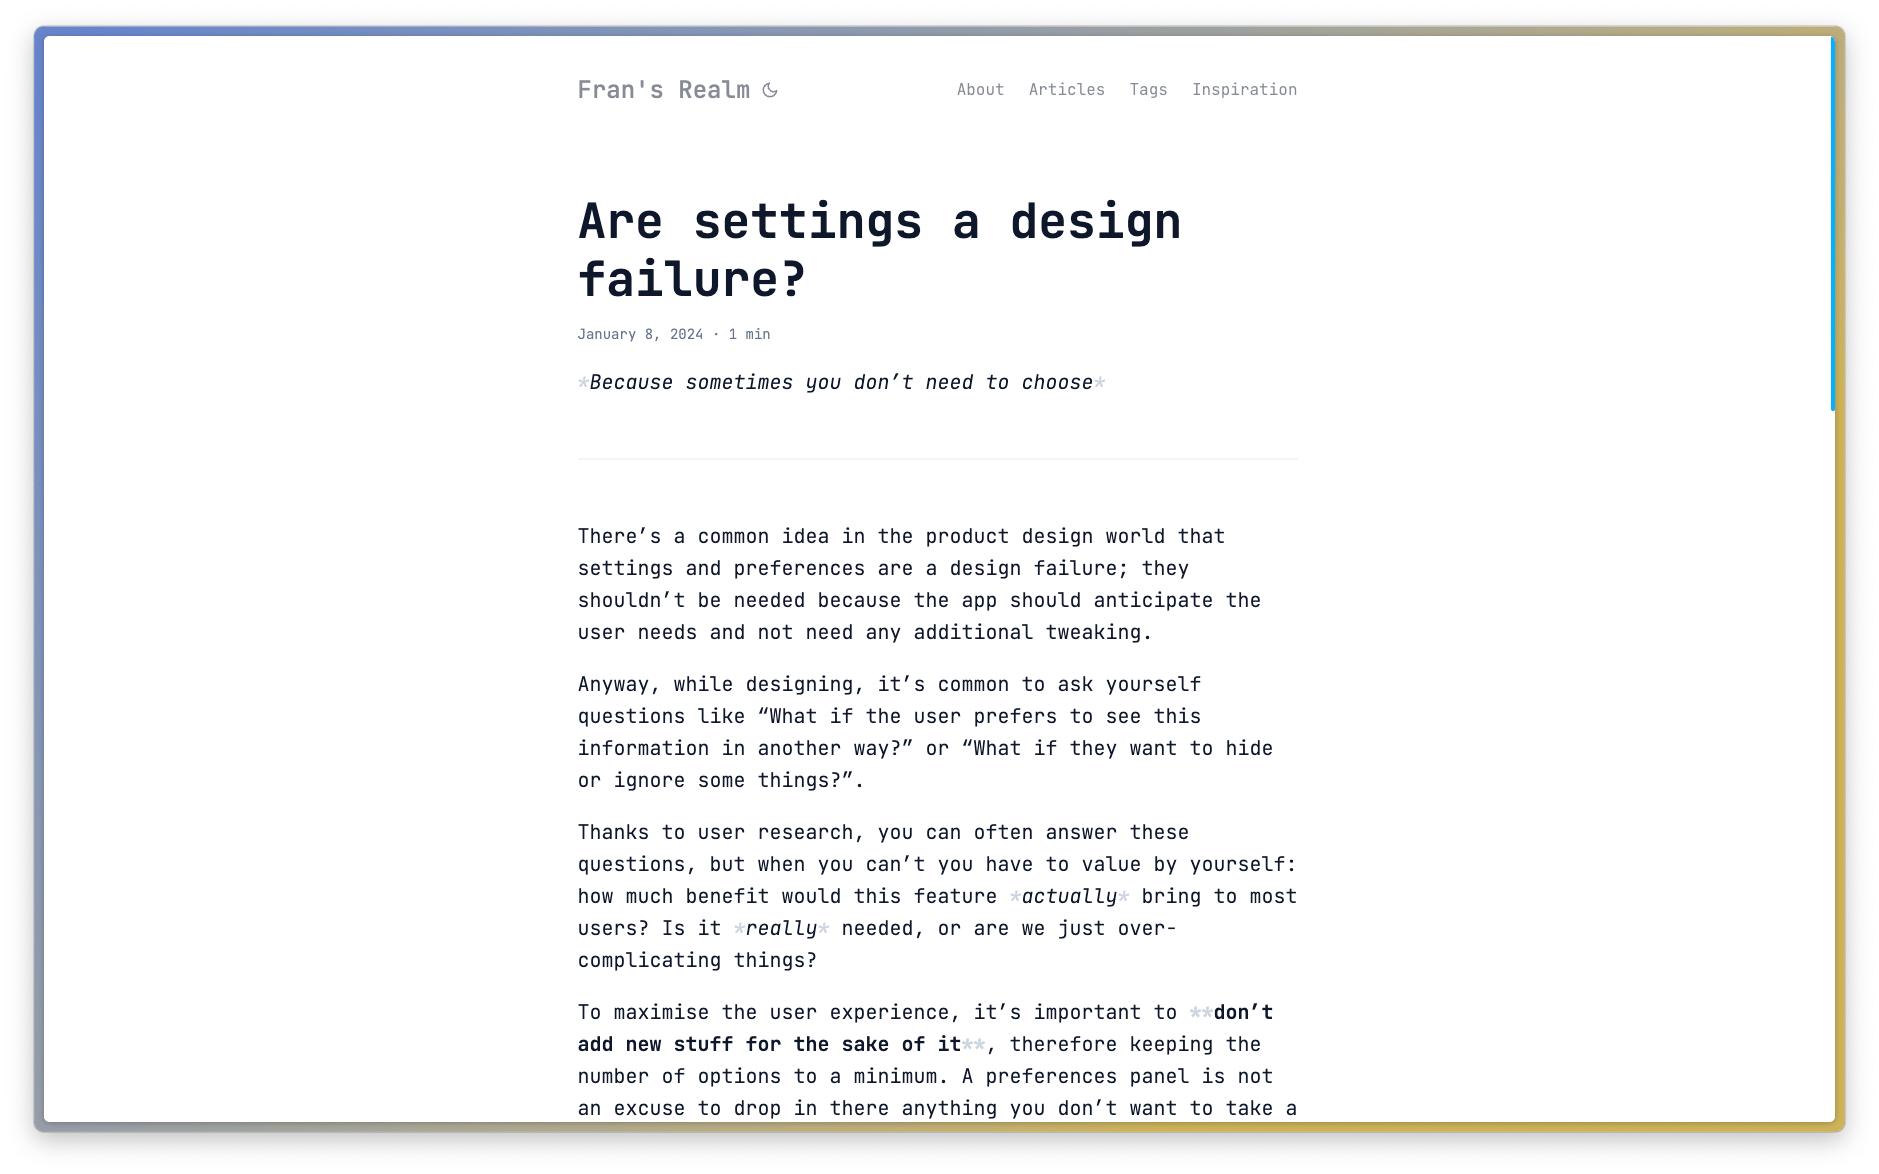 Fran's Realm
About Articles Tags Inspiration
Are settings a design
failure?
January 8, 2024 · 1 min
*Because sometimes you don’t need to choose*
There’s a common idea in the product design world that
settings and preferences are a design failure; they
shouldn’t be needed because the app should anticipate the
user needs and not need any additional tweaking.
Anyway, while designing, it’s common to ask yourself
questions like “What if the user prefers to see this
information in another way?” or “What if they want to hide
or ignore some things?”.
Thanks to user research, you can often answer these
questions, but when you can’t you have to value by yourself:
how much benefit would this feature *actually* bring to most
users? Is it *really* needed, or are we just over-
complicating things?
To maximise the user experience, it’s important to **don’t
add new stuff for the sake of it**, therefore keeping the
number of options to a minimum. A preferences panel is not
an excuse to drop in there anything you don’t want to take a